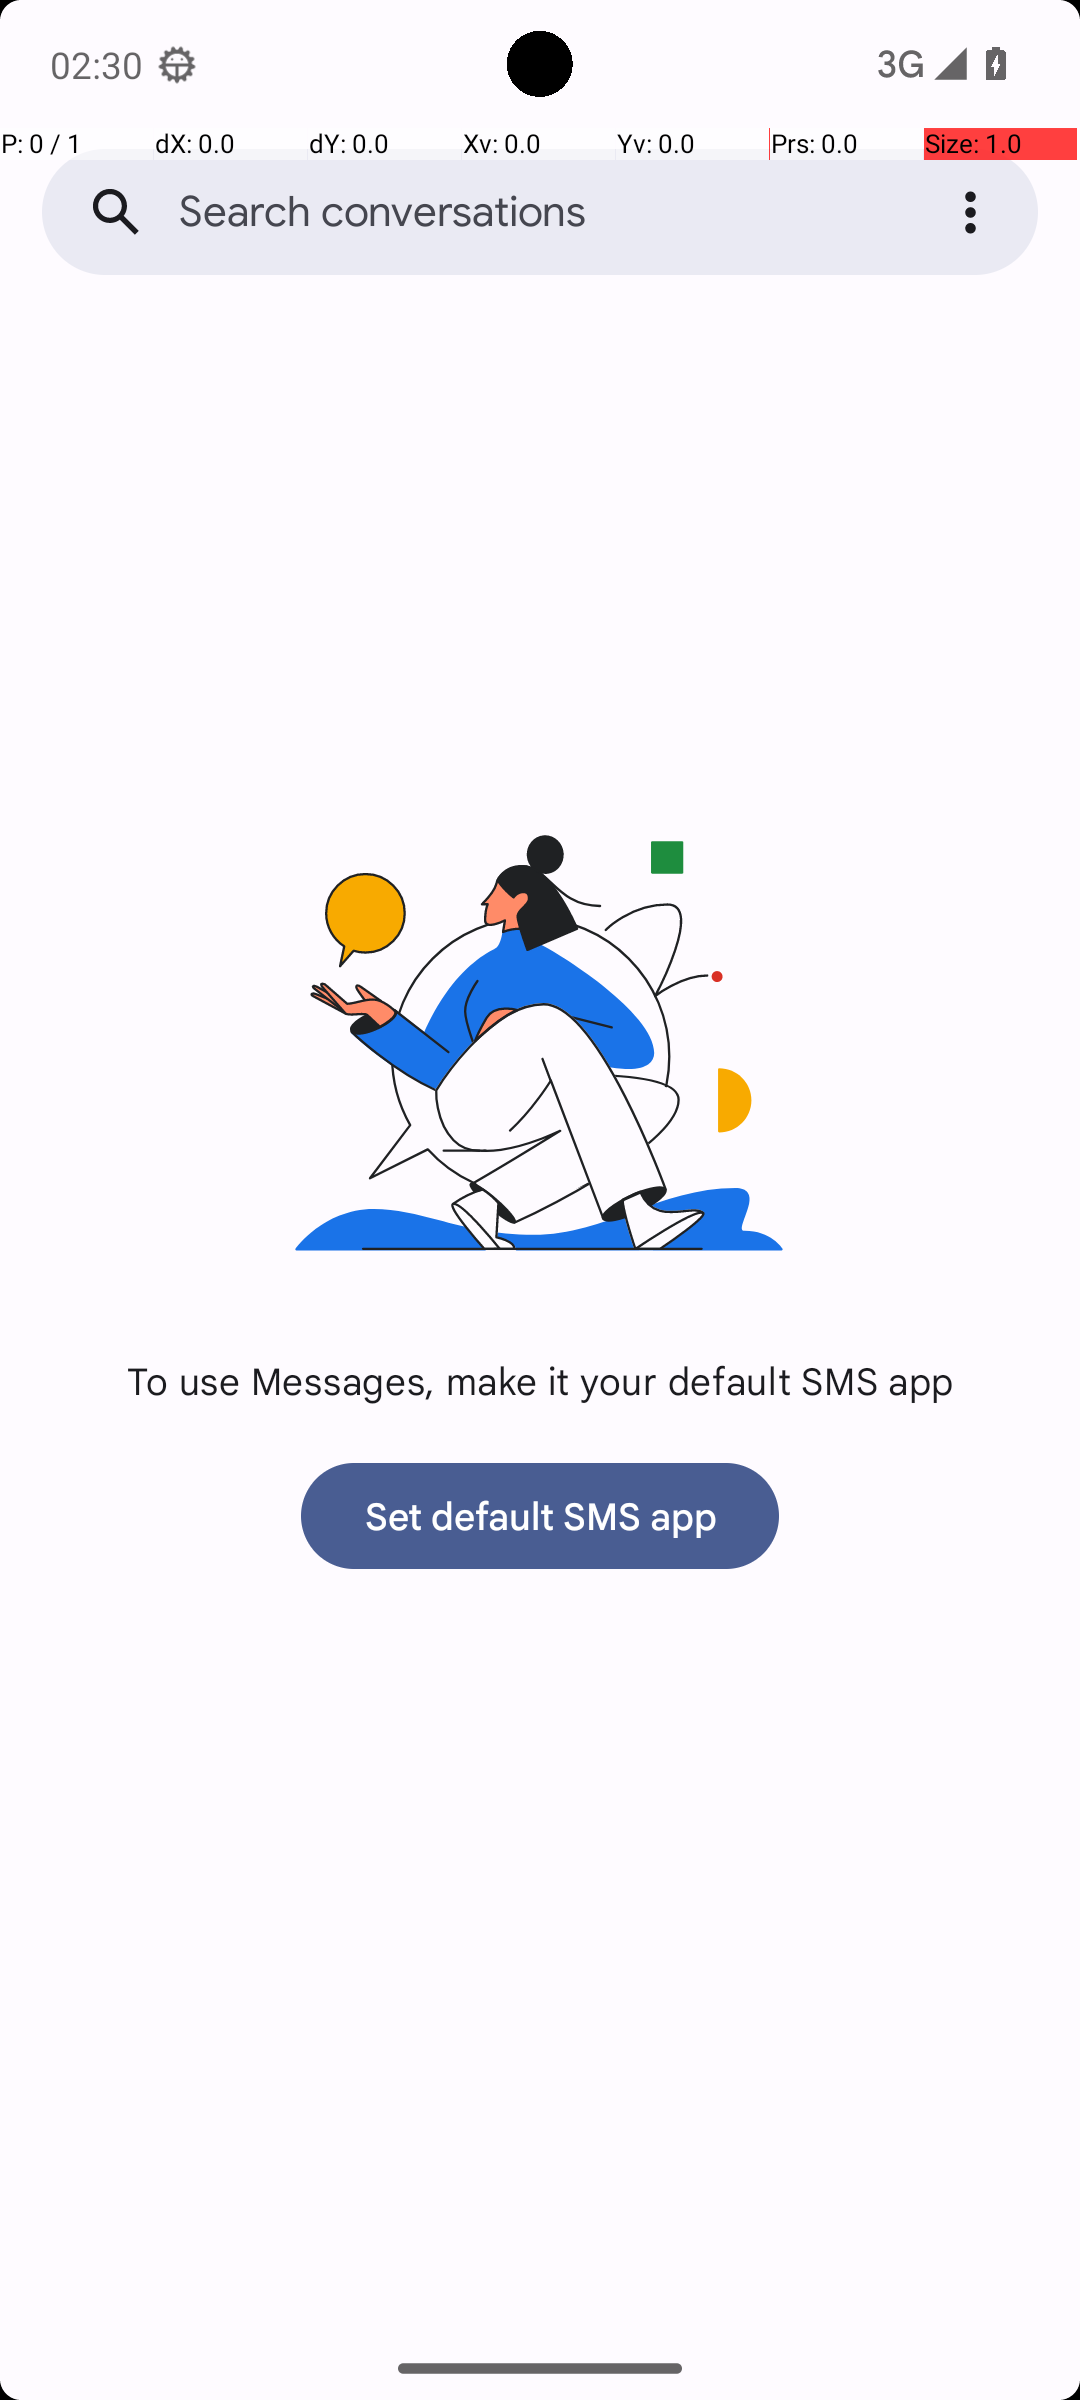 02:30
3G
P: 0 / 1 dX: 0.0 dY: 0.0 Xv: 0.0 Yv: 0.0 Prs: 0.0 Size: 1.0
Search conversations
To use Messages, make it your default SMS app
Set default SMS app